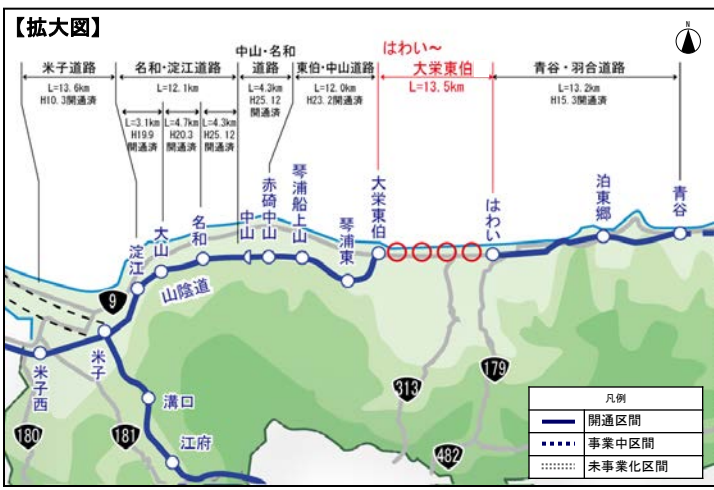 【拡大図】
N
米子道路
L=13.6km
H10.3開通済
名和・淀江道路
L=12.1km
L=3.1km
H19.9
開通済
L=4.7km
H20.3
開通済
L=4.3km
H25.12
開通済
中山・名和
道路
L=4.3km
H25.12
開通済
東伯・中山道路
L=12.0km
H23.2開通済
はわい～
大栄東伯
L=13.5km
青谷・羽合道路
L=13.2km
H15.3開通済
淀江
大山
名和
中山
赤碕中山
琴浦船上山
琴浦東
大栄東伯
はわい
泊東郷
青谷
山陰道
9
米子
米子西
溝口
江府
180
181
313
179
482
凡例
開通区間
事業中区間
未事業化区間